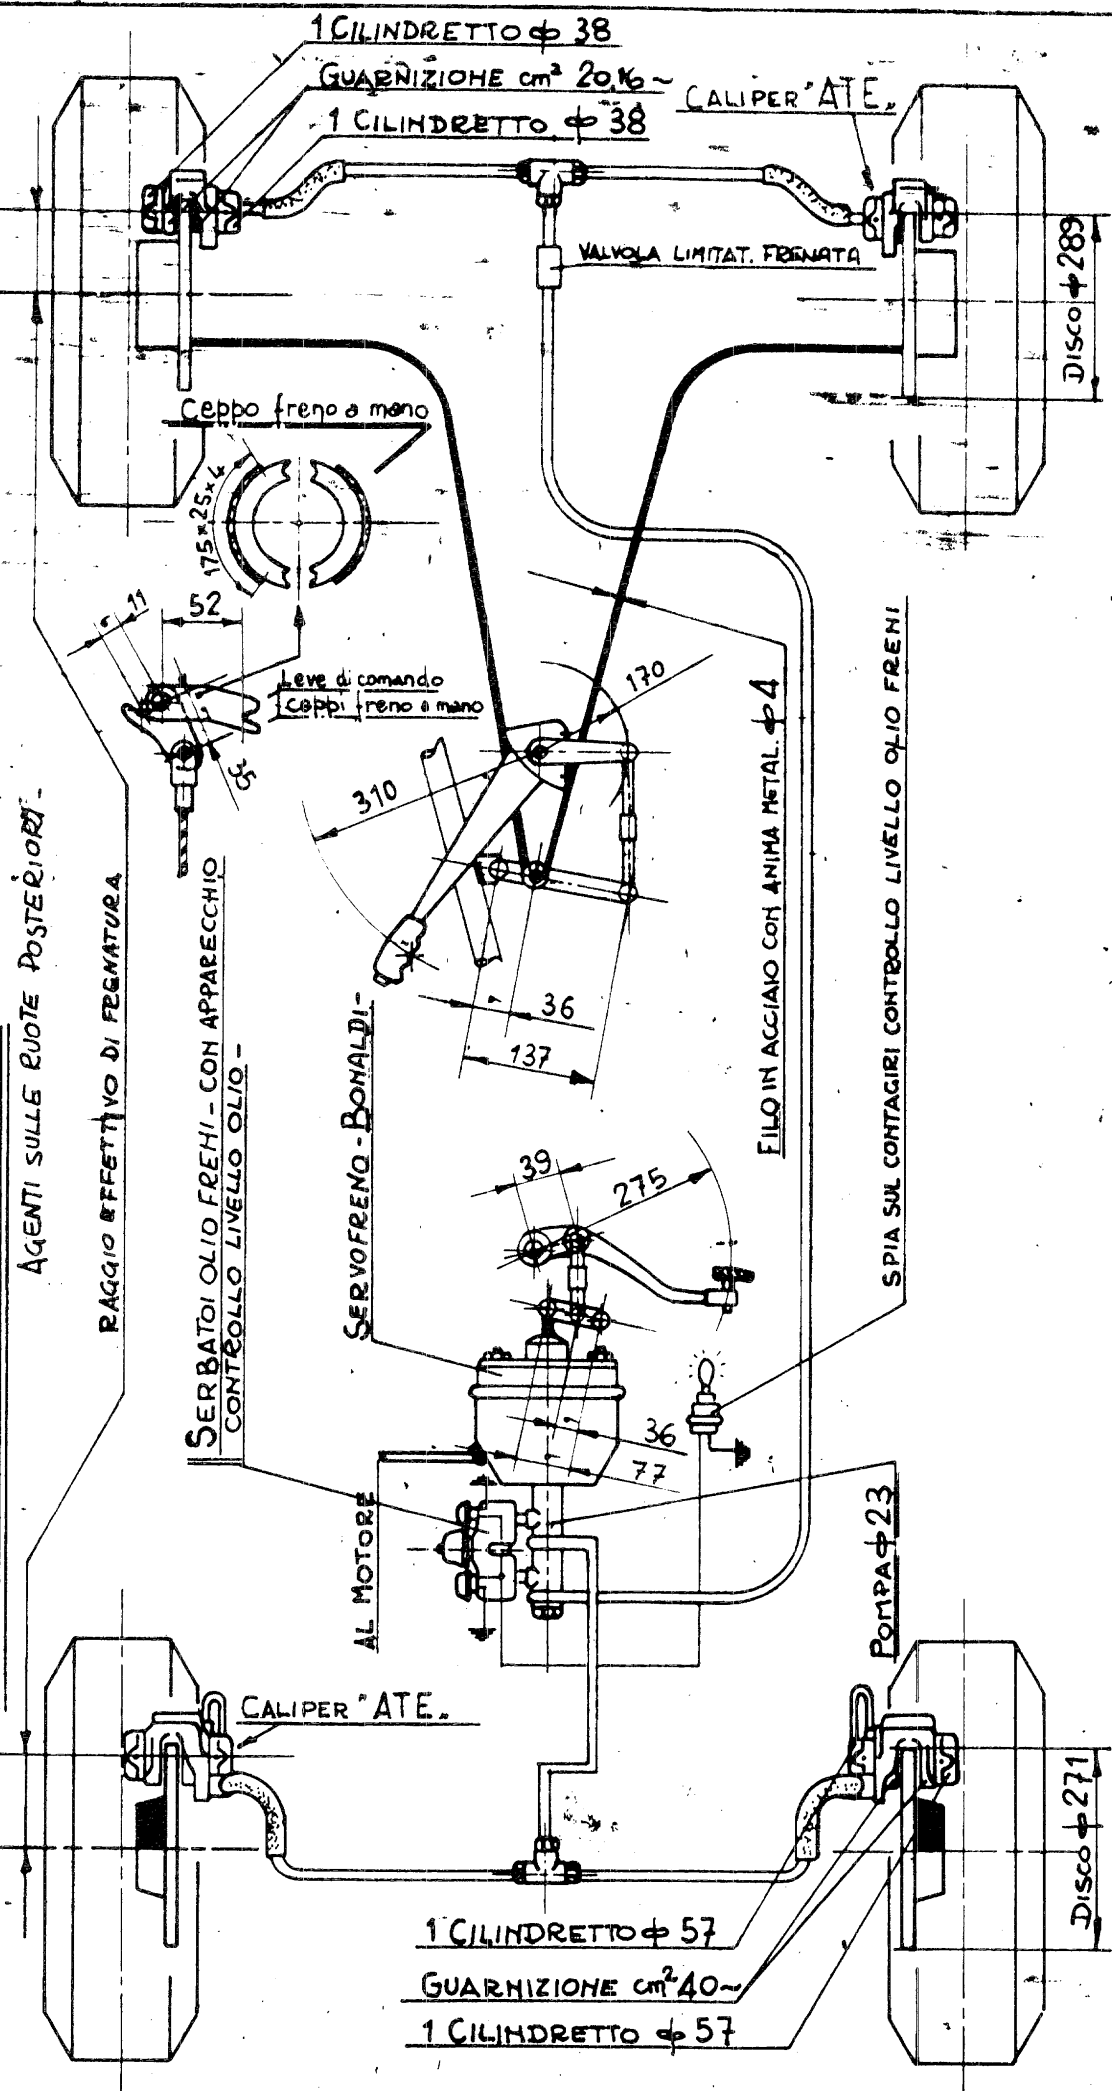 1 CILINDRETTO ф 38
GUARNIZIONE cm² 20,16 ~
1 CILINDRETTO ф 38
CALIPER "ATE"
VALVOLA LIMITAT. FRENATA
DISCO ф 289
Ceppo freno a mano
175 x 25 x 4
11
52
35
Leve di comando
ceppi freno a mano
170
310
36
137
FILO IN ACCIAIO CON ANIMA METAL. ф 4
SPIA SUL CONTAGIRI CONTROLLO LIVELLO OLIO FRENI
AGENTI SULLE RUOTE POSTERIORI -
RAGGIO EFFETTIVO DI FRENATURA
SERBATOI OLIO FRENI - CON APPARECCHIO
CONTROLLO LIVELLO OLIO -
SERVOFRENO - BONALDI -
39
275
36
77
AL MOTORE
POMPA ф 23
CALIPER "ATE"
DISCO ф 271
1 CILINDRETTO ф 57
GUARNIZIONE cm² 40 ~
1 CILINDRETTO ф 57